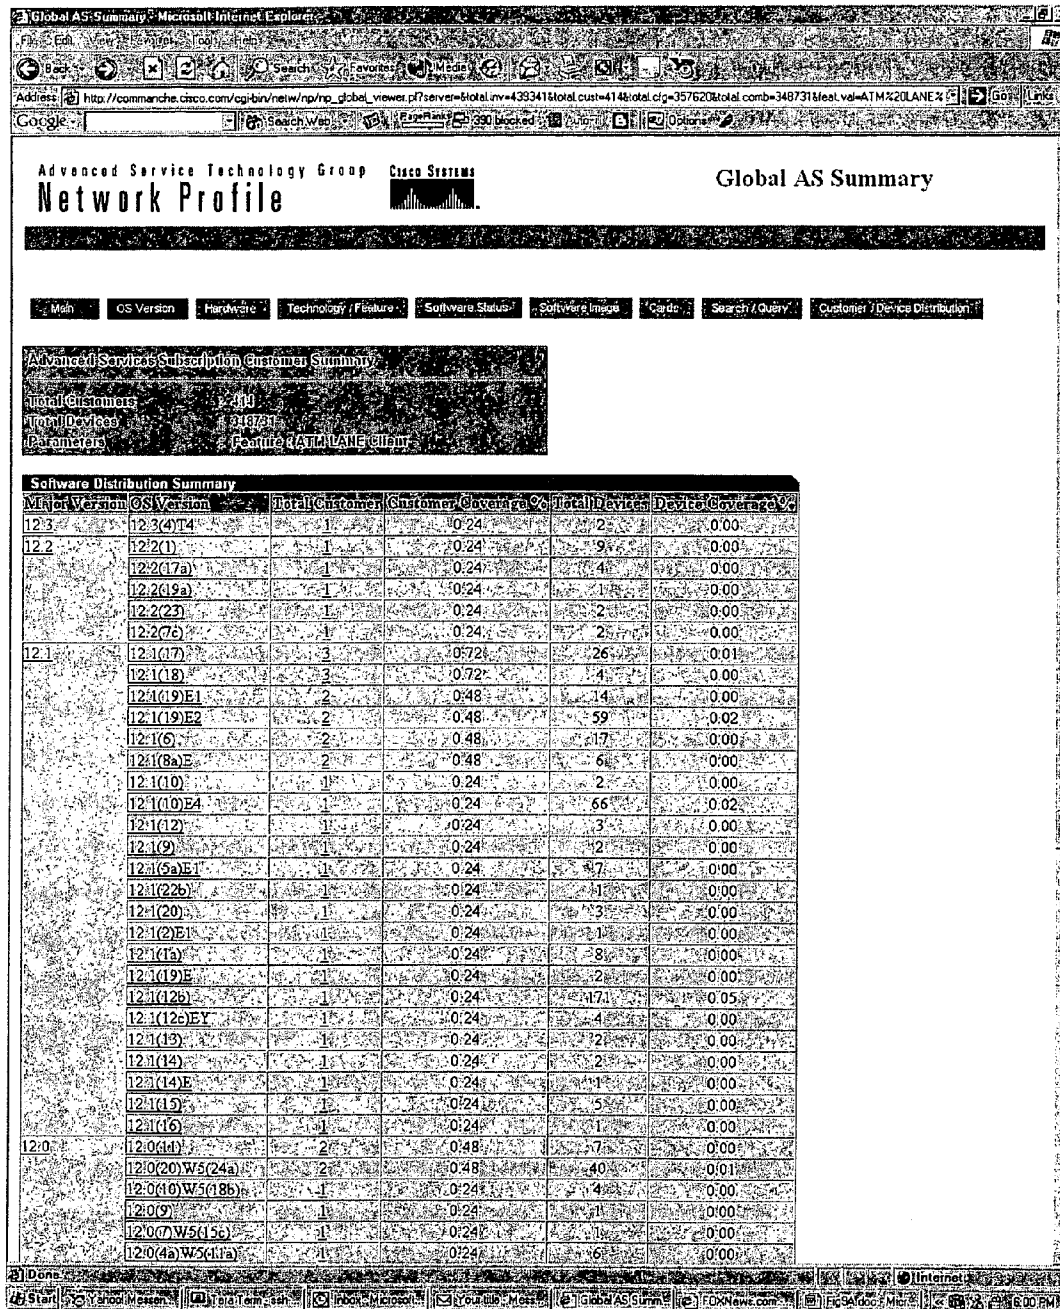 Global AS Summary - Microsoft Internet Explorer
File Edit View Favorites Tools Help
Back Search Favorites Media
Address http://commanche.cisco.com/cgi-bin/netw/np/np_global_viewer.pl?server=&total.inv=439341&total.cust=414&total.cfg=357620&total.comb=348731&feat.val=ATM%20LANE% Go Links
Google Search Web PageRank 390 blocked Options
Advanced Service Technology Group
Network Profile
CISCO SYSTEMS
Global AS Summary
Main OS Version Hardware Technology / Feature Software Status Software Image Cards Search / Query Customer / Device Distribution
Advanced Services Subscription Customer Summary
Total Customers : 414
Total Devices : 348731
Parameters : Feature : ATM LANE Client
Software Distribution Summary
Major Version OS Version Total Customer Customer Coverage % Total Devices Device Coverage %
12.3 12.3(4)T4 1 0.24 2 0.00
12.2 12.2(1) 1 0.24 9 0.00
12.2(17a) 1 0.24 4 0.00
12.2(19a) 1 0.24 1 0.00
12.2(23) 1 0.24 2 0.00
12.2(7c) 1 0.24 2 0.00
12.1 12.1(17) 3 0.72 26 0.01
12.1(18) 3 0.72 4 0.00
12.1(19)E1 2 0.48 14 0.00
12.1(19)E2 2 0.48 59 0.02
12.1(6) 2 0.48 17 0.00
12.1(8a)E 2 0.48 6 0.00
12.1(10) 1 0.24 2 0.00
12.1(10)E4 1 0.24 66 0.02
12.1(12) 1 0.24 3 0.00
12.1(9) 1 0.24 2 0.00
12.1(5a)E1 1 0.24 7 0.00
12.1(22b) 1 0.24 1 0.00
12.1(20) 1 0.24 3 0.00
12.1(2)E1 1 0.24 1 0.00
12.1(1a) 1 0.24 8 0.00
12.1(19)E 1 0.24 2 0.00
12.1(12b) 1 0.24 171 0.05
12.1(12c)EY 1 0.24 4 0.00
12.1(13) 1 0.24 2 0.00
12.1(14) 1 0.24 2 0.00
12.1(14)E 1 0.24 1 0.00
12.1(15) 1 0.24 5 0.00
12.1(16) 1 0.24 1 0.00
12.0 12.0(11) 2 0.48 7 0.00
12.0(20)W5(24a) 2 0.48 40 0.01
12.0(10)W5(18b) 1 0.24 4 0.00
12.0(9) 1 0.24 1 0.00
12.0(7)W5(15c) 1 0.24 1 0.00
12.0(4a)W5(11a) 1 0.24 6 0.00
Done Internet
Start Yahoo! Messen... Tera Term - ssh... Inbox - Microsoft... Global AS Summ... FOXNews.com... 6:00 PM